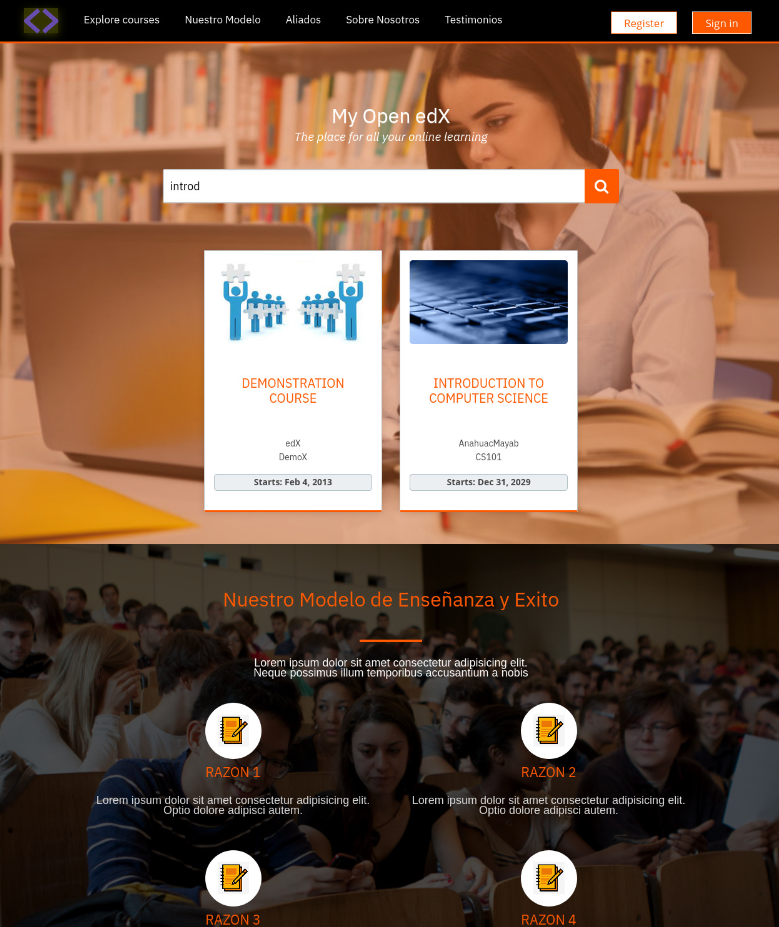 Explore courses
Nuestro Modelo
Aliados
Sobre Nosotros
Testimonios
Register
Sign in
My Open edX
The place for all your online learning
introd
DEMONSTRATION
COURSE
edX
DemoX
Starts: Feb 4, 2013
INTRODUCTION TO
COMPUTER SCIENCE
AnahuacMayab
CS101
Starts: Dec 31, 2029
Nuestro Modelo de Enseñanza y Exito
Lorem ipsum dolor sit amet consectetur adipisicing elit.
Neque possimus illum temporibus accusantium a nobis
RAZON 1
Lorem ipsum dolor sit amet consectetur adipisicing elit.
Optio dolore adipisci autem.
RAZON 2
Lorem ipsum dolor sit amet consectetur adipisicing elit.
Optio dolore adipisci autem.
RAZON 3
RAZON 4